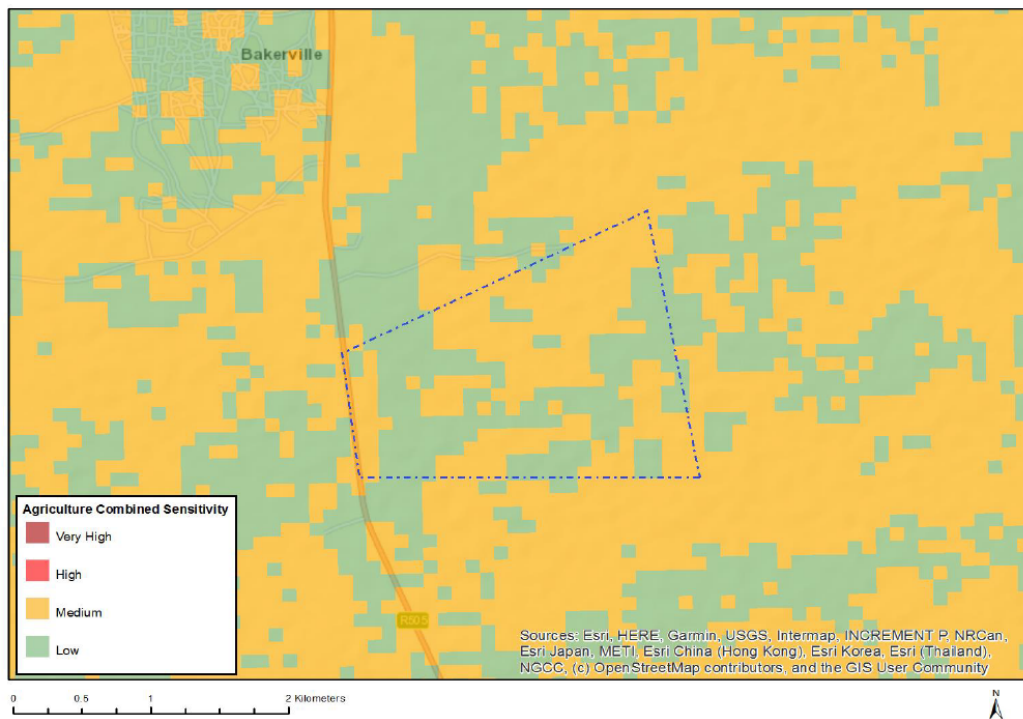 Bakerville
Agriculture Combined Sensitivity
Very High
High
Medium
Low
R505
Sources: Esri, HERE, Garmin, USGS, Intermap, INCREMENT P, NRCan,
Esri Japan, METI, Esri China (Hong Kong), Esri Korea, Esri (Thailand),
NGCC, (c) OpenStreetMap contributors, and the GIS User Community
0 0.5 1 2 Kilometers
N